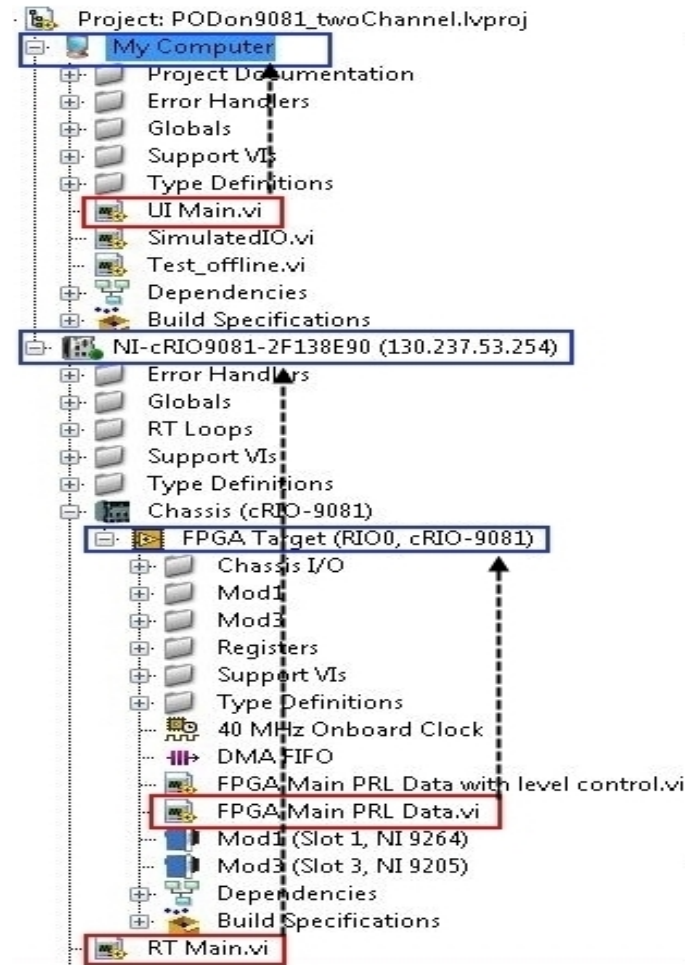 Project: PODon9081_twoChannel.lvproj
My Computer
Project Documentation
Error Handlers
Globals
Support VIs
Type Definitions
UI Main.vi
SimulatedIO.vi
Test_offline.vi
Dependencies
Build Specifications
NI-cRIO9081-2F138E90 (130.237.53.254)
Error Handlers
Globals
RT Loops
Support VIs
Type Definitions
Chassis (cRIO-9081)
FPGA Target (RIO0, cRIO-9081)
Chassis I/O
Mod1
Mod3
Registers
Support VIs
Type Definitions
40 MHz Onboard Clock
DMA FIFO
FPGA Main PRL Data with level control.vi
FPGA Main PRL Data.vi
Mod1 (Slot 1, NI 9264)
Mod3 (Slot 3, NI 9205)
Dependencies
Build Specifications
RT Main.vi